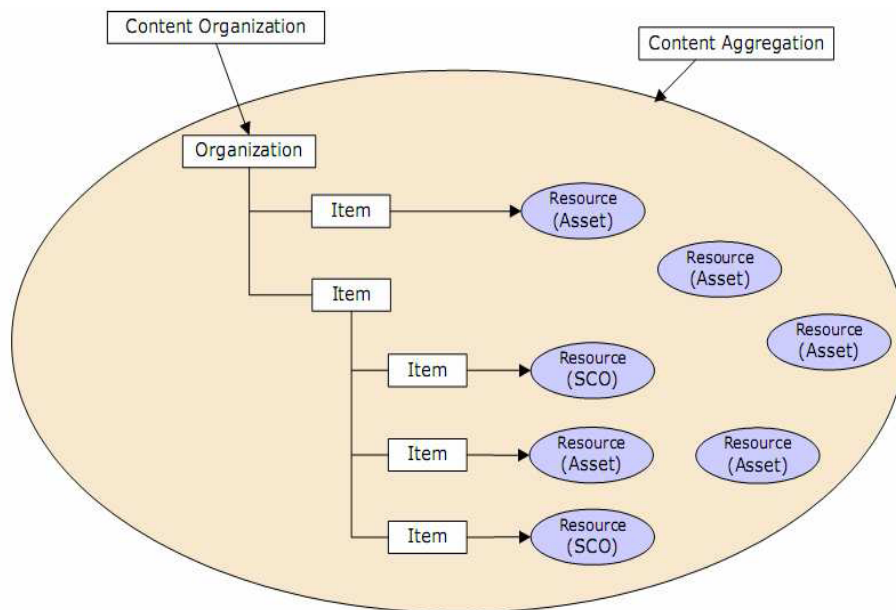 Content Organization
Content Aggregation
Organization
Item
Resource
(Asset)
Resource
(Asset)
Item
Resource
(Asset)
Item
Resource
(SCO)
Item
Resource
(Asset)
Resource
(Asset)
Item
Resource
(SCO)